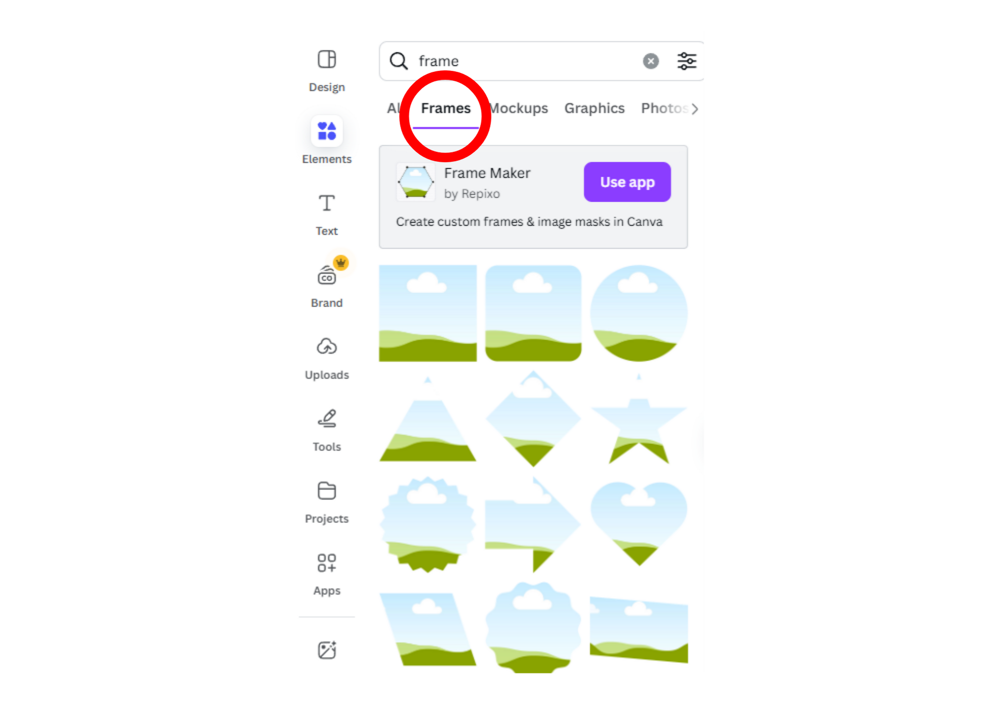 frame
Design
Frames Mockups Graphics Photos
Elements
Frame Maker
by Repixo
Use app
Create custom frames & image masks in Canva
Text
CO
Brand
Uploads
Tools
Projects
Apps